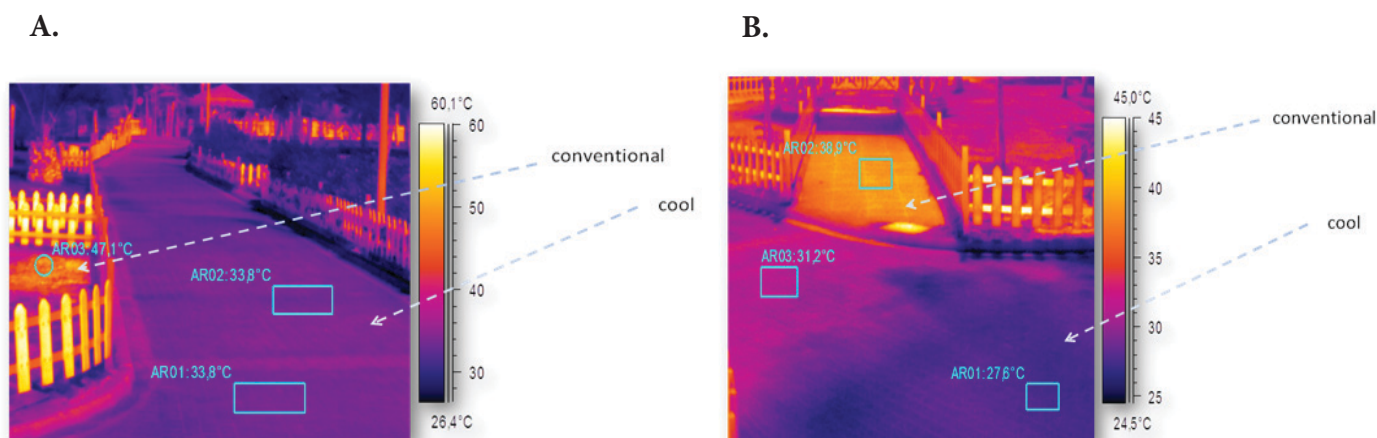 A.
60,1°C
60
50
40
30
26,4°C
AR03:47,1°C
AR02:33,8°C
AR01:33,8°C
conventional
cool
B.
45,0°C
45
40
35
30
25
24,5°C
AR02:38,9°C
AR03:31,2°C
AR01:27,6°C
conventional
cool